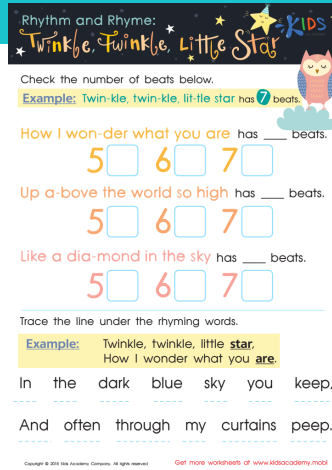 Rhythm and Rhyme:
KIDS
Twinkle, Twinkle, Little Star
Check the number of beats below.
Example: Twin-kle, twin-kle, lit-tle star has 7 beats.
How I won-der what you are has ____ beats.
5 6 7
Up a-bove the world so high has ____ beats.
5 6 7
Like a dia-mond in the sky has ____ beats.
5 6 7
Trace the line under the rhyming words.
Example: Twinkle, twinkle, little star,
How I wonder what you are.
In the dark blue sky you keep,
And often through my curtains peep.
Copyright © 2016 Kids Academy Company. All rights reserved
Get more worksheets at www.kidsacademy.mobi